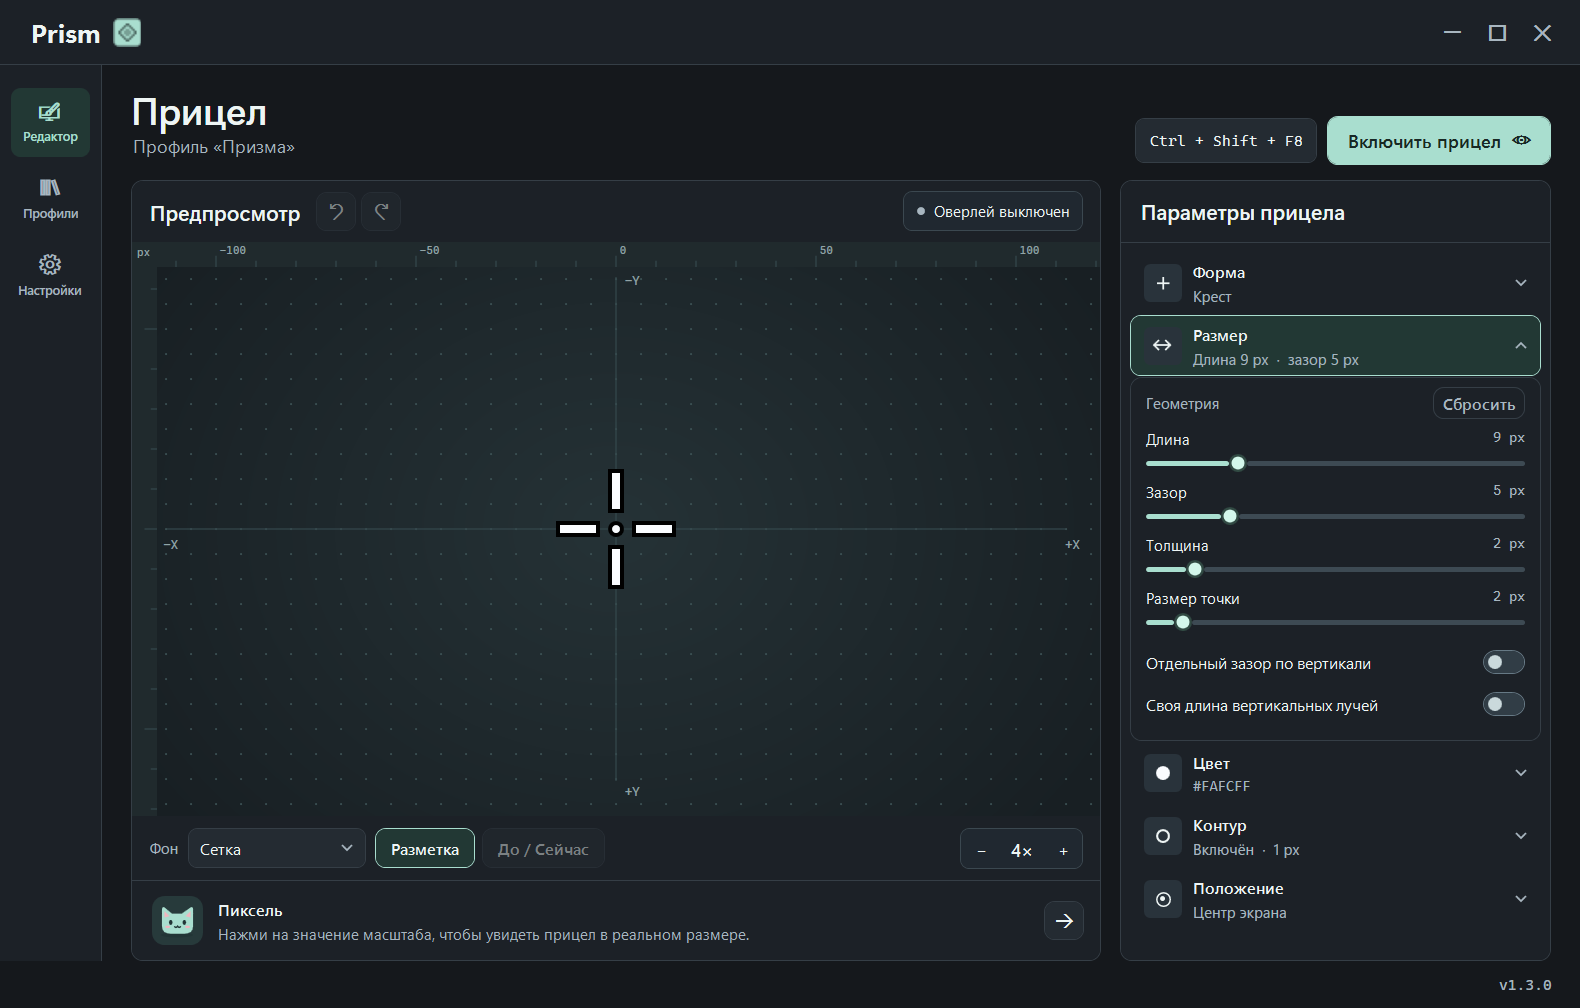 Prism
Редактор
Профили
Настройки
Прицел
Профиль «Призма»
Ctrl + Shift + F8
Включить прицел
Предпросмотр
Оверлей выключен
px
−100
−50
0
50
100
−Y
−X
+X
+Y
Фон
Сетка
Разметка
До / Сейчас
− 4× +
Пиксель
Нажми на значение масштаба, чтобы увидеть прицел в реальном размере.
Параметры прицела
Форма
Крест
Размер
Длина 9 px · зазор 5 px
Геометрия
Сбросить
Длина 9 px
Зазор 5 px
Толщина 2 px
Размер точки 2 px
Отдельный зазор по вертикали
Своя длина вертикальных лучей
Цвет
#FAFCFF
Контур
Включён · 1 px
Положение
Центр экрана
v1.3.0